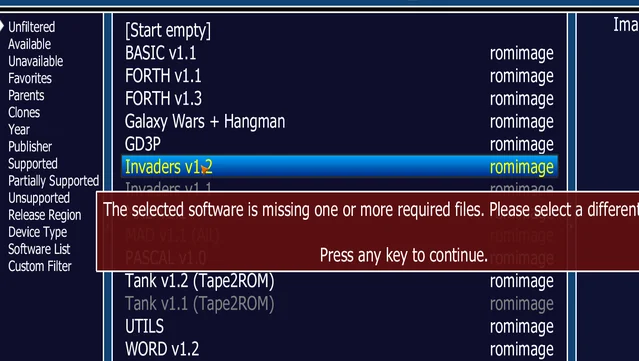 Unfiltered
Available
Unavailable
Favorites
Parents
Clones
Year
Publisher
Supported
Partially Supported
Unsupported
Release Region
Device Type
Software List
Custom Filter
[Start empty]
BASIC v1.1 romimage
FORTH v1.1 romimage
FORTH v1.3 romimage
Galaxy Wars + Hangman romimage
GD3P romimage
Invaders v1.2 romimage
Invaders v1.1 romimage
The selected software is missing one or more required files. Please select a different
MAD v1.1 (Alt) romimage
PASCAL v1.0 romimage
Press any key to continue.
Tank v1.2 (Tape2ROM) romimage
Tank v1.1 (Tape2ROM) romimage
UTILS romimage
WORD v1.2 romimage
Ima